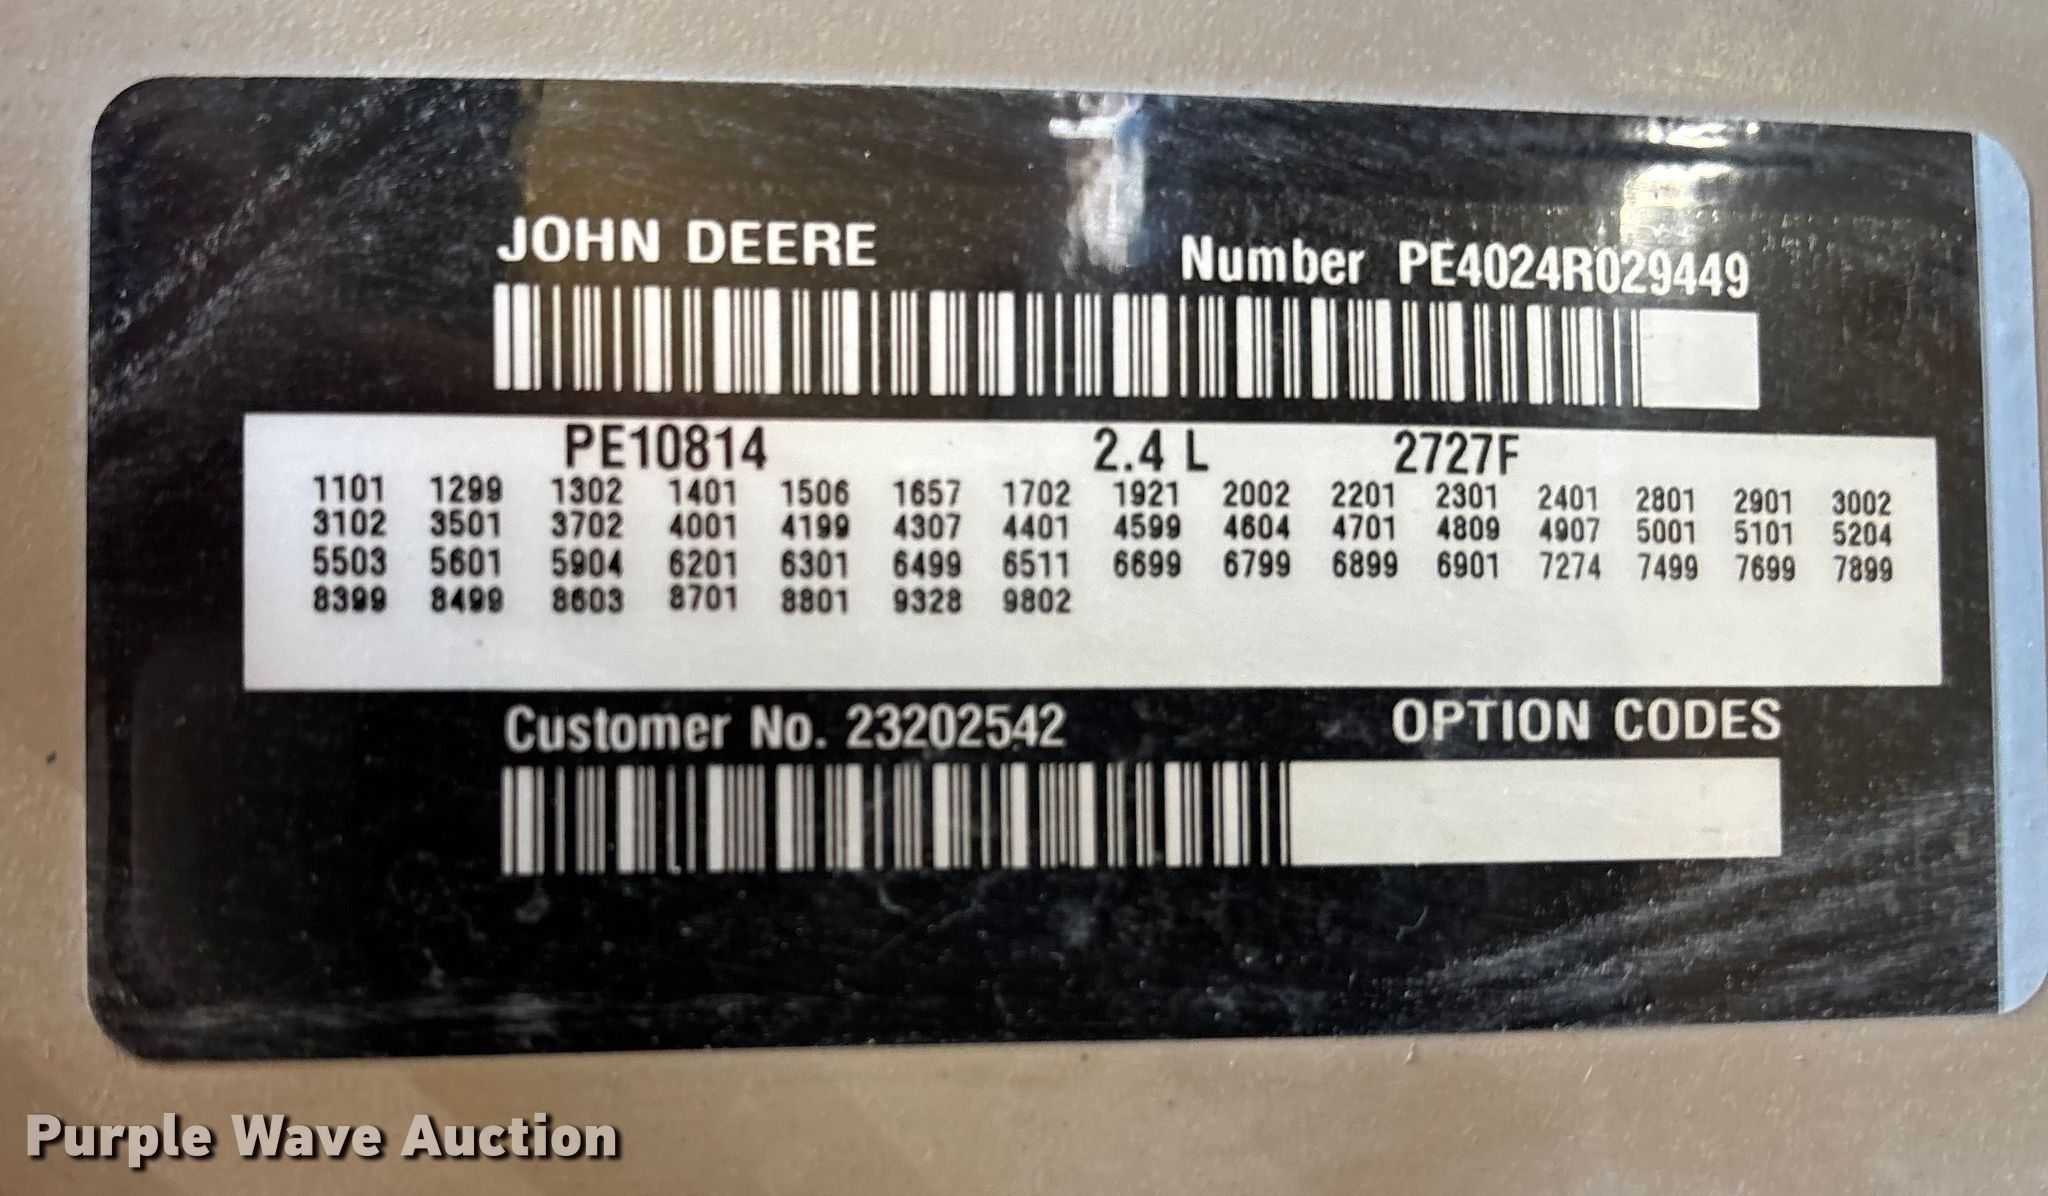 JOHN DEERE Number PE4024R029449
PE10814 2.4 L 2727F
1101 1299 1302 1401 1506 1657 1702 1921 2002 2201 2301 2401 2801 2901 3002
3102 3501 3702 4001 4199 4307 4401 4599 4604 4701 4809 4907 5001 5101 5204
5503 5601 5904 6201 6301 6499 6511 6699 6799 6899 6901 7274 7499 7699 7899
8399 8499 8603 8701 8801 9328 9802
Customer No. 23202542 OPTION CODES
Purple Wave Auction